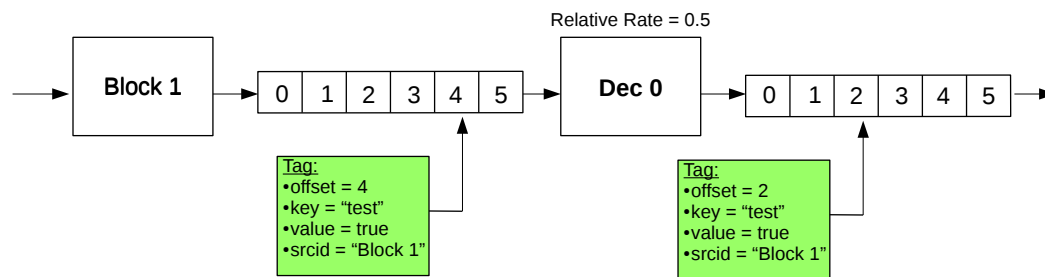 Relative Rate = 0.5
Block 1
0 1 2 3 4 5
Dec 0
0 1 2 3 4 5
Tag:
•offset = 4
•key = “test”
•value = true
•srcid = “Block 1”
Tag:
•offset = 2
•key = “test”
•value = true
•srcid = “Block 1”